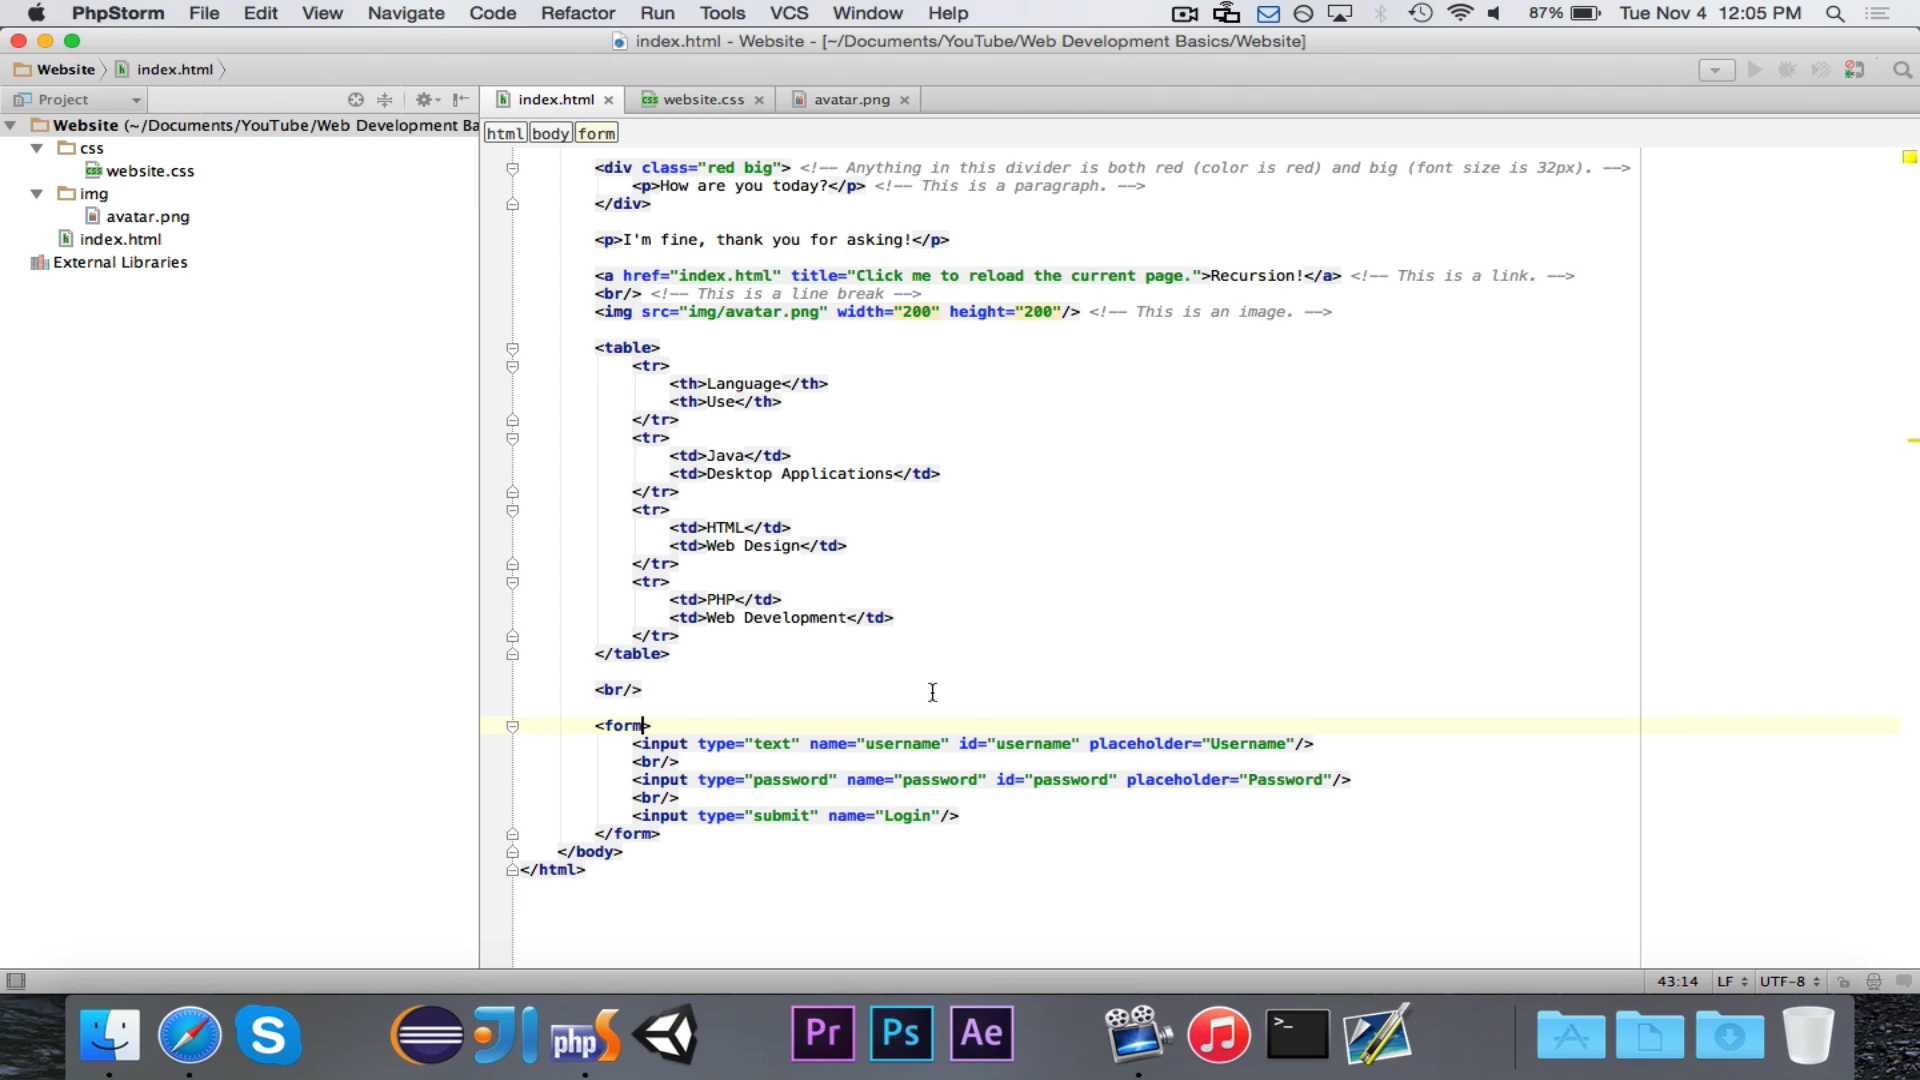 PhpStorm File Edit View Navigate Code Refactor Run Tools VCS Window Help 87% Tue Nov 4 12:05 PM
index.html - Website - [~/Documents/YouTube/Web Development Basics/Website]
Website index.html
Project
index.html website.css avatar.png
Website (~/Documents/YouTube/Web Development Ba
css
website.css
img
avatar.png
index.html
External Libraries
html body form
<div class="red big"> <!-- Anything in this divider is both red (color is red) and big (font size is 32px). -->
<p>How are you today?</p> <!-- This is a paragraph. -->
</div>
<p>I'm fine, thank you for asking!</p>
<a href="index.html" title="Click me to reload the current page.">Recursion!</a> <!-- This is a link. -->
<br/> <!-- This is a line break -->
<img src="img/avatar.png" width="200" height="200"/> <!-- This is an image. -->
<table>
<tr>
<th>Language</th>
<th>Use</th>
</tr>
<tr>
<td>Java</td>
<td>Desktop Applications</td>
</tr>
<tr>
<td>HTML</td>
<td>Web Design</td>
</tr>
<tr>
<td>PHP</td>
<td>Web Development</td>
</tr>
</table>
<br/>
<form>
<input type="text" name="username" id="username" placeholder="Username"/>
<br/>
<input type="password" name="password" id="password" placeholder="Password"/>
<br/>
<input type="submit" name="Login"/>
</form>
</body>
</html>
43:14 LF UTF-8
S JI php Pr Ps Ae >_